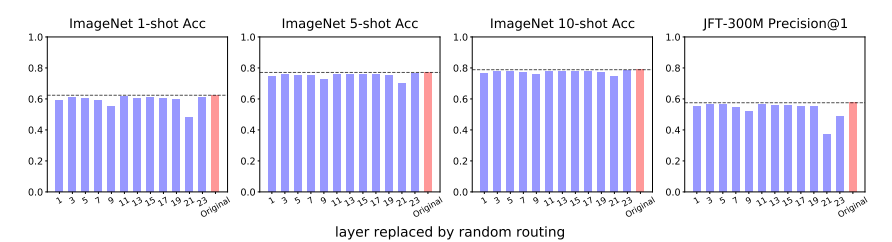 ImageNet 1-shot Acc
1.0
0.8
0.6
0.4
0.2
0.0
1 3 5 7 9 11 13 15 17 19 21 23 Original
ImageNet 5-shot Acc
1.0
0.8
0.6
0.4
0.2
0.0
1 3 5 7 9 11 13 15 17 19 21 23 Original
ImageNet 10-shot Acc
1.0
0.8
0.6
0.4
0.2
0.0
1 3 5 7 9 11 13 15 17 19 21 23 Original
JFT-300M Precision@1
1.0
0.8
0.6
0.4
0.2
0.0
1 3 5 7 9 11 13 15 17 19 21 23 Original
layer replaced by random routing